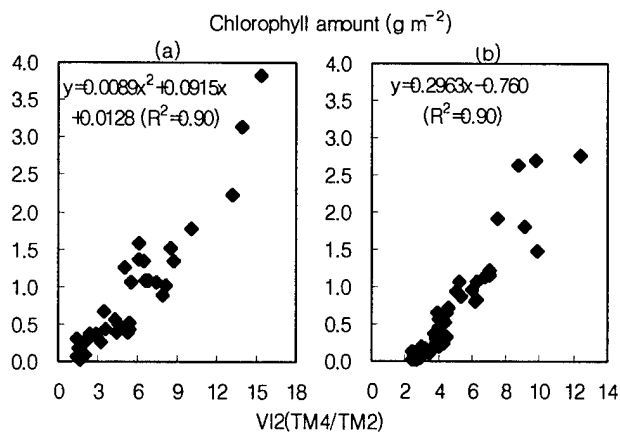 Chlorophyll amount (g m⁻²)
(a)
(b)
4.0
3.5
3.0
2.5
2.0
1.5
1.0
0.5
0.0
y=0.0089x²+0.0915x
+0.0128 (R²=0.90)
0 3 6 9 12 15 18
4.0
3.5
3.0
2.5
2.0
1.5
1.0
0.5
0.0
y=0.2963x-0.760
(R²=0.90)
0 2 4 6 8 10 12 14
VI2(TM4/TM2)